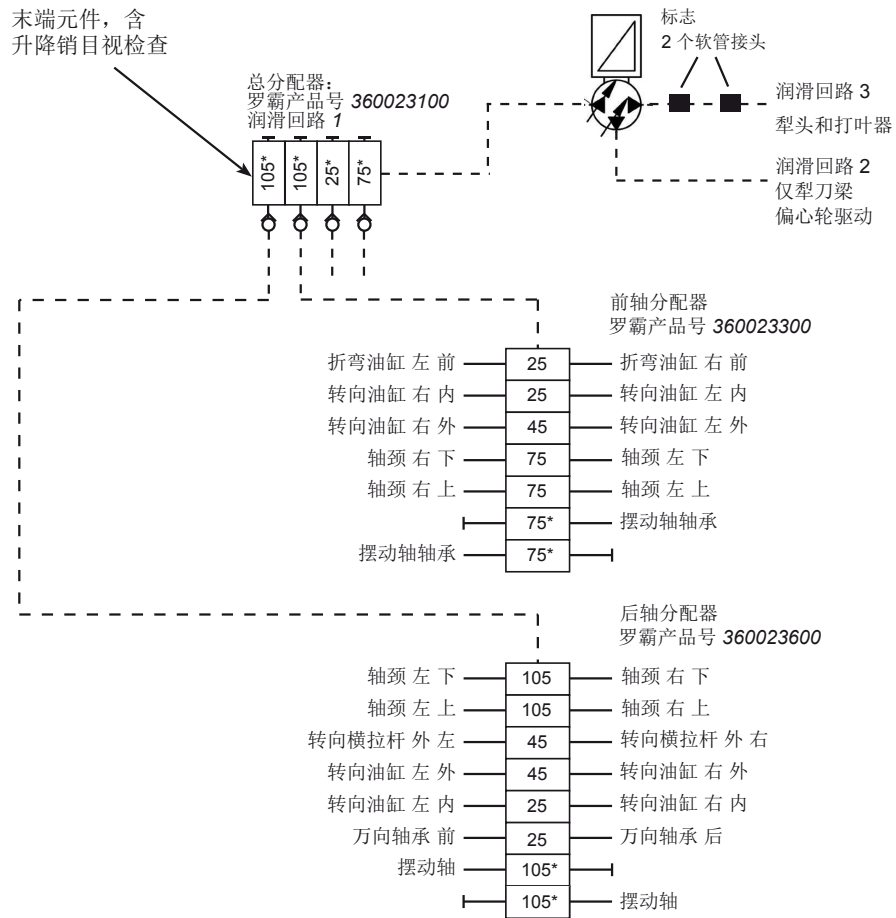 末端元件，含
升降销目视检查
总分配器：
罗霸产品号 360023100
润滑回路 1
105*
105*
25*
75*
标志
2 个软管接头
润滑回路 3
犁头和打叶器
润滑回路 2
仅犁刀梁
偏心轮驱动
前轴分配器
罗霸产品号 360023300
折弯油缸 左 前 25 折弯油缸 右 前
转向油缸 右 内 25 转向油缸 左 内
转向油缸 右 外 45 转向油缸 左 外
轴颈 右 下 75 轴颈 左 下
轴颈 右 上 75 轴颈 左 上
75* 摆动轴轴承
摆动轴轴承 75*
后轴分配器
罗霸产品号 360023600
轴颈 左 下 105 轴颈 右 下
轴颈 左 上 105 轴颈 右 上
转向横拉杆 外 左 45 转向横拉杆 外 右
转向油缸 左 外 45 转向油缸 右 外
转向油缸 左 内 25 转向油缸 右 内
万向轴承 前 25 万向轴承 后
摆动轴 105*
105* 摆动轴